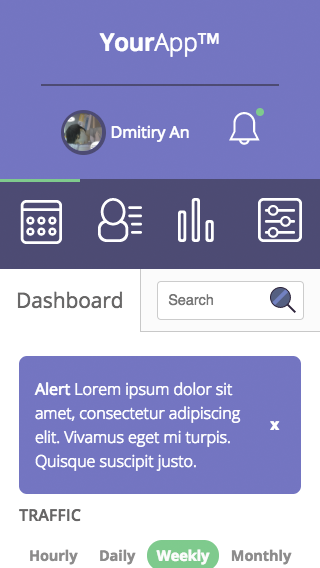 YourApp™
Dmitiry An
Dashboard
Search
Alert Lorem ipsum dolor sit
amet, consectetur adipiscing
elit. Vivamus eget mi turpis.
Quisque suscipit justo.
x
TRAFFIC
Hourly Daily Weekly Monthly